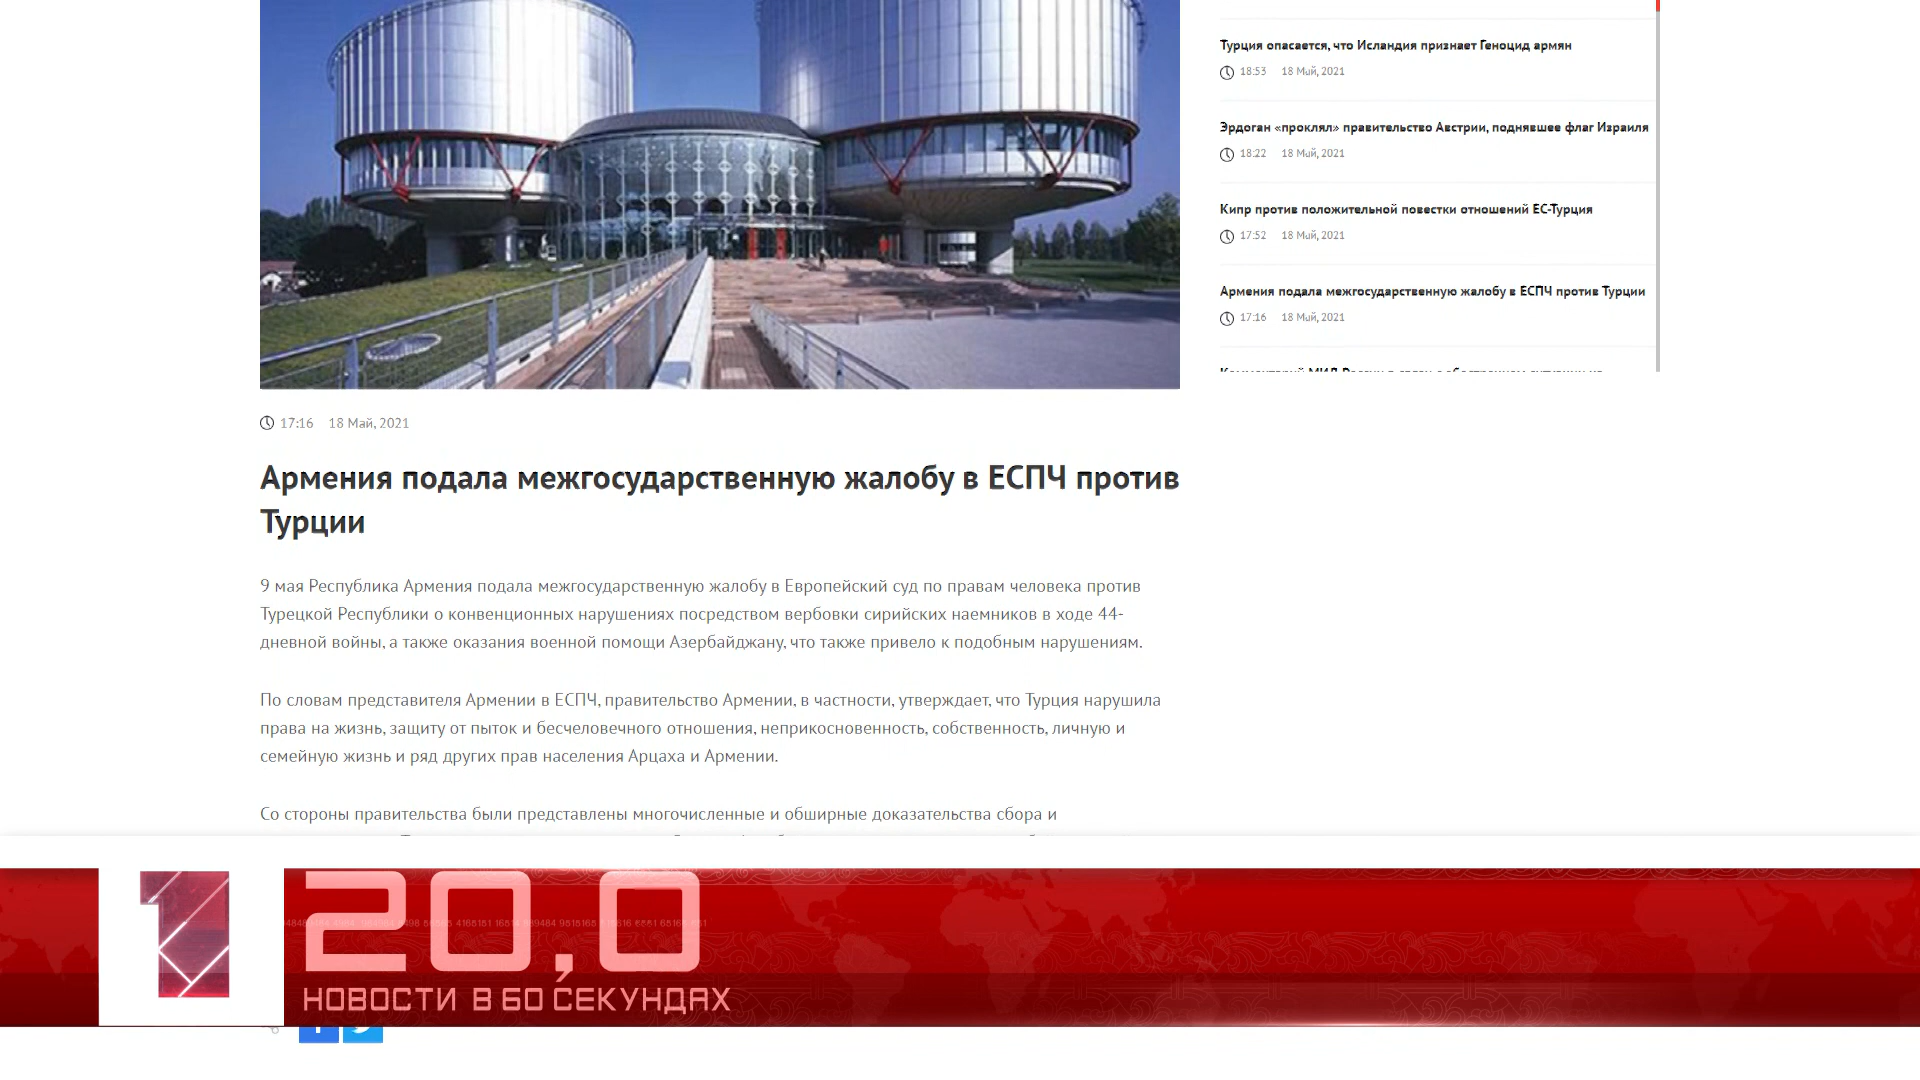 Турция опасается, что Исландия признает Геноцид армян
18:53 18 Май, 2021
Эрдоган «проклял» правительство Австрии, поднявшее флаг Израиля
18:22 18 Май, 2021
Кипр против положительной повестки отношений ЕС-Турция
17:52 18 Май, 2021
Армения подала межгосударственную жалобу в ЕСПЧ против Турции
17:16 18 Май, 2021
17:16 18 Май, 2021
Армения подала межгосударственную жалобу в ЕСПЧ против
Турции
9 мая Республика Армения подала межгосударственную жалобу в Европейский суд по правам человека против
Турецкой Республики о конвенционных нарушениях посредством вербовки сирийских наемников в ходе 44-
дневной войны, а также оказания военной помощи Азербайджану, что также привело к подобным нарушениям.
По словам представителя Армении в ЕСПЧ, правительство Армении, в частности, утверждает, что Турция нарушила
права на жизнь, защиту от пыток и бесчеловечного отношения, неприкосновенность, собственность, личную и
семейную жизнь и ряд других прав населения Арцаха и Армении.
Со стороны правительства были представлены многочисленные и обширные доказательства сбора и
1
20,0
НОВОСТИ В 60 СЕКУНДАХ